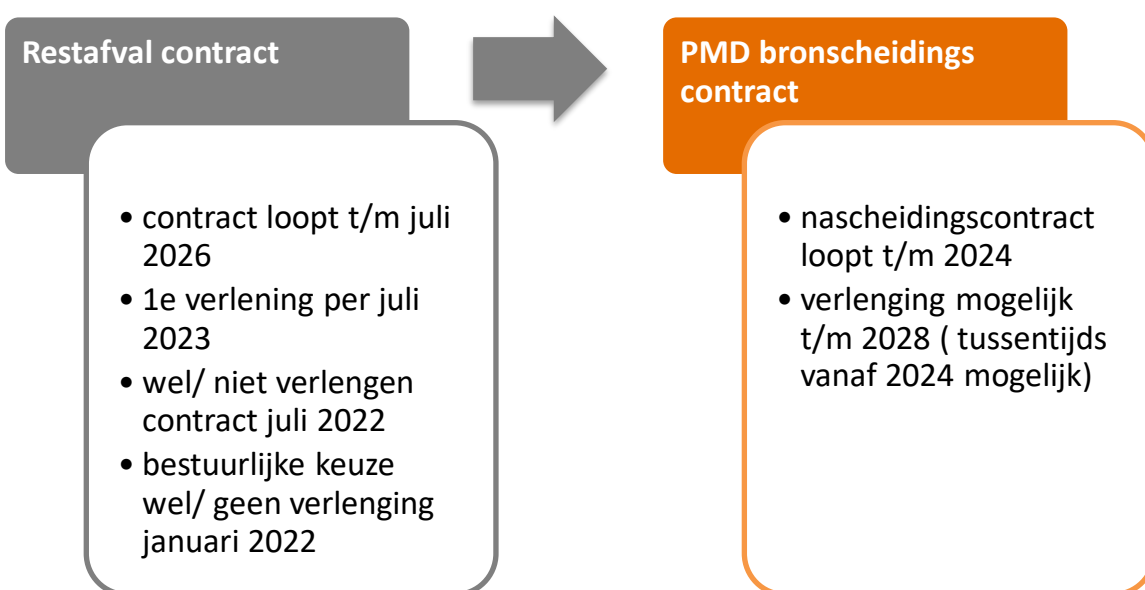 Restafval contract
• contract loopt t/m juli
2026
• 1e verlening per juli
2023
• wel/ niet verlengen
contract juli 2022
• bestuurlijke keuze
wel/ geen verlenging
januari 2022
PMD bronscheidings
contract
• nascheidingscontract
loopt t/m 2024
• verlenging mogelijk
t/m 2028 ( tussentijds
vanaf 2024 mogelijk)